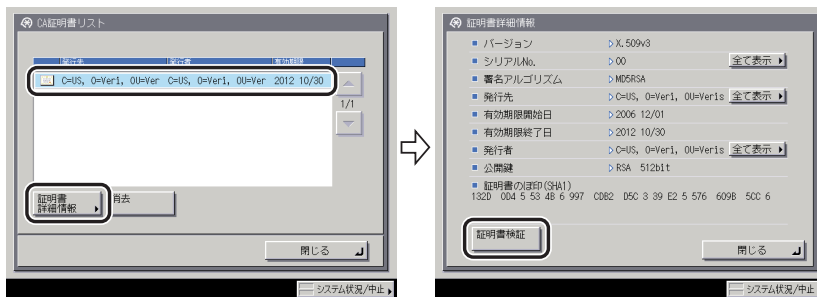 CA証明書リスト
発行先 発行者 有効期限
C=US, O=Veri, OU=Ver C=US, O=Veri, OU=Ver 2012 10/30
1/1
証明書
詳細情報
消去
閉じる
システム状況/中止
証明書詳細情報
バージョン X.509v3
シリアルNo. 00 全て表示
署名アルゴリズム MD5RSA
発行先 C=US, O=Veri, OU=Veris 全て表示
有効期限開始日 2006 12/01
有効期限終了日 2012 10/30
発行者 C=US, O=Veri, OU=Veris 全て表示
公開鍵 RSA 512bit
証明書のぼ印(SHA1)
132D 0D4 5 53 4B 6 997 CDB2 D5C 3 39 E2 5 576 609B 5CC 6
証明書検証
閉じる
システム状況/中止